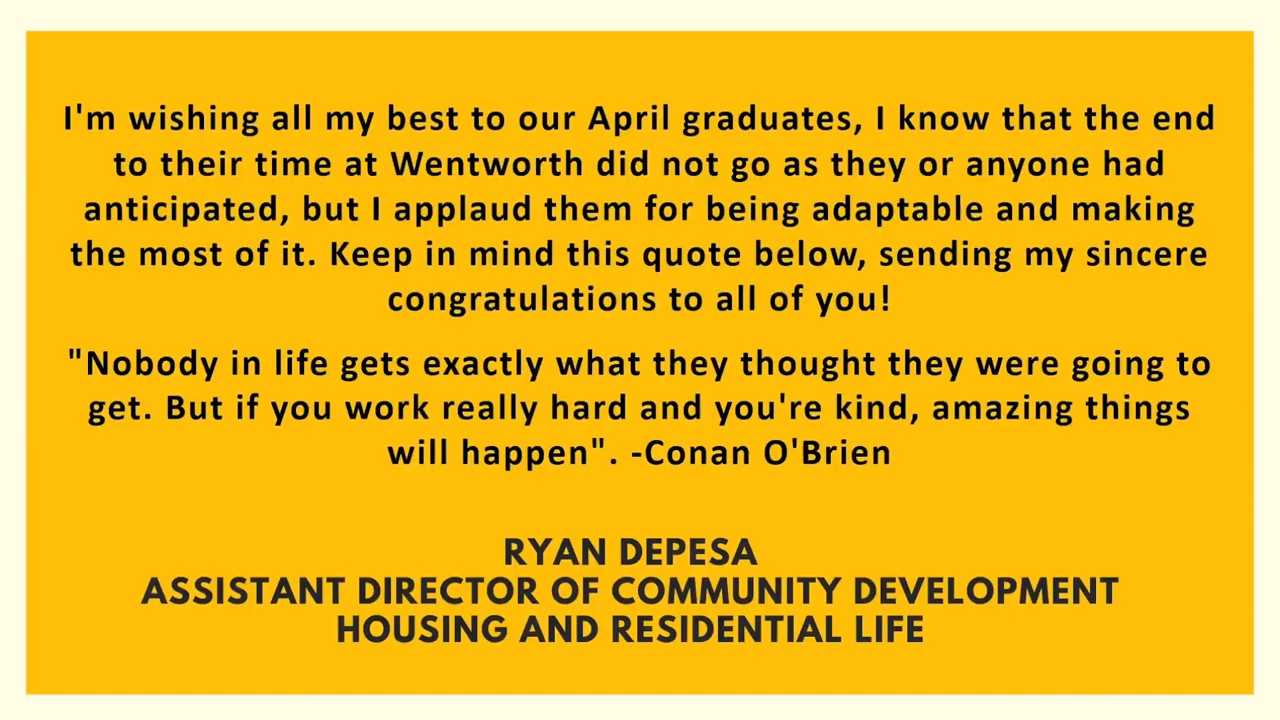 I'm wishing all my best to our April graduates, I know that the end
to their time at Wentworth did not go as they or anyone had
anticipated, but I applaud them for being adaptable and making
the most of it. Keep in mind this quote below, sending my sincere
congratulations to all of you!
"Nobody in life gets exactly what they thought they were going to
get. But if you work really hard and you're kind, amazing things
will happen". -Conan O'Brien
RYAN DEPESA
ASSISTANT DIRECTOR OF COMMUNITY DEVELOPMENT
HOUSING AND RESIDENTIAL LIFE